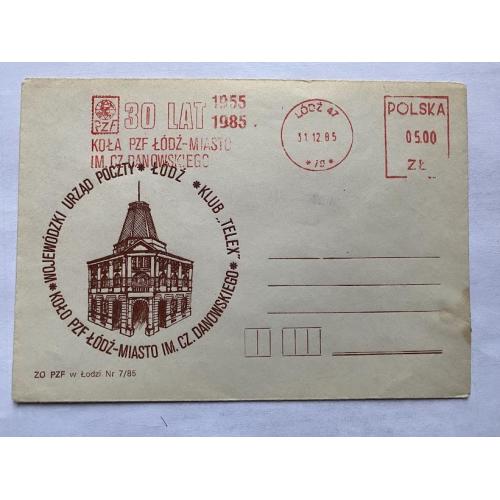 PZF
30 LAT 1955
1985
KOŁA PZF ŁÓDŹ-MIASTO
IM. CZ. DANOWSKIEGO
ŁÓDŹ 47
31.12.85
POLSKA
05.00
ZŁ
*WOJEWÓDZKI URZĄD POCZTY * ŁÓDŹ * KLUB „TELEX"*
KOŁO PZF ŁÓDŹ-MIASTO IM. CZ. DANOWSKIEGO
ZO PZF w Łodzi Nr 7/85